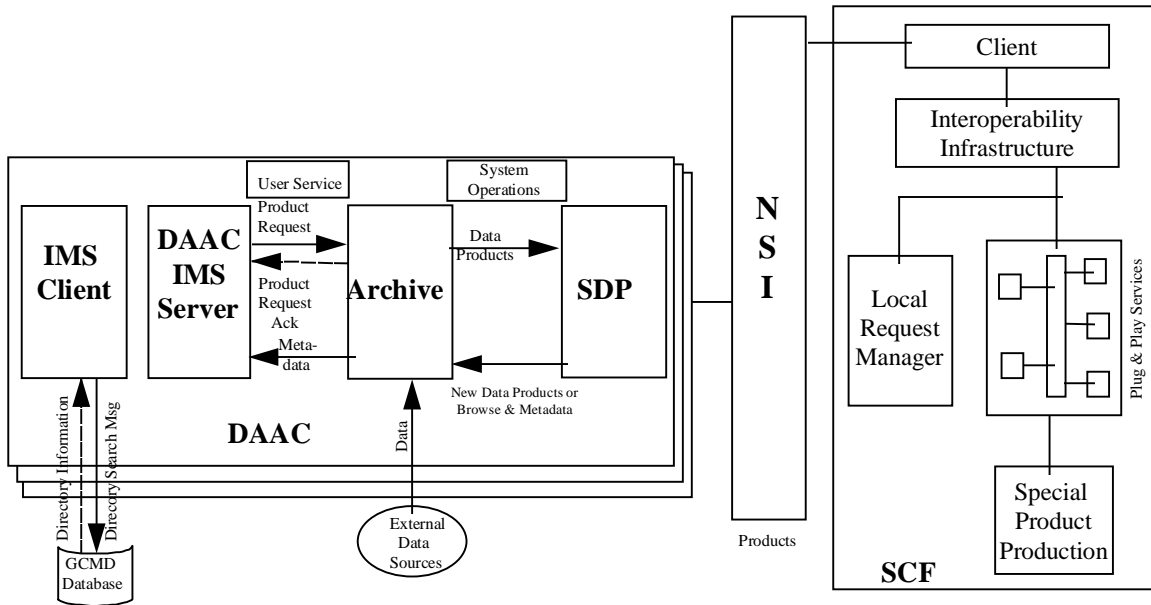 User Service
System
Operations
IMS
Client
DAAC
IMS
Server
Product
Request
Product
Request
Ack
Meta-
data
Archive
Data
Products
SDP
New Data Products or
Browse & Metadata
DAAC
Directory Information
Direcory Search Msg
Data
GCMD
Database
External
Data
Sources
N
S
I
Products
Client
Interoperability
Infrastructure
Local
Request
Manager
Plug & Play Services
Special
Product
Production
SCF